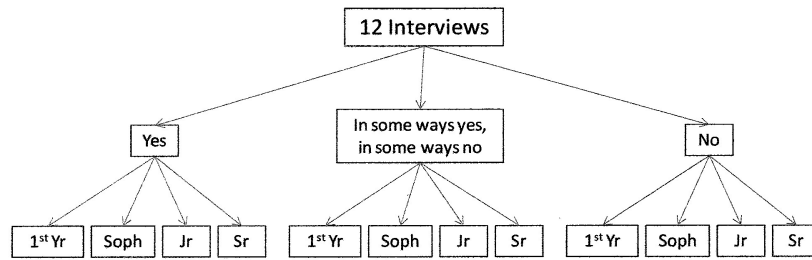 12 Interviews
Yes
In some ways yes,
in some ways no
No
1st Yr
Soph
Jr
Sr
1st Yr
Soph
Jr
Sr
1st Yr
Soph
Jr
Sr